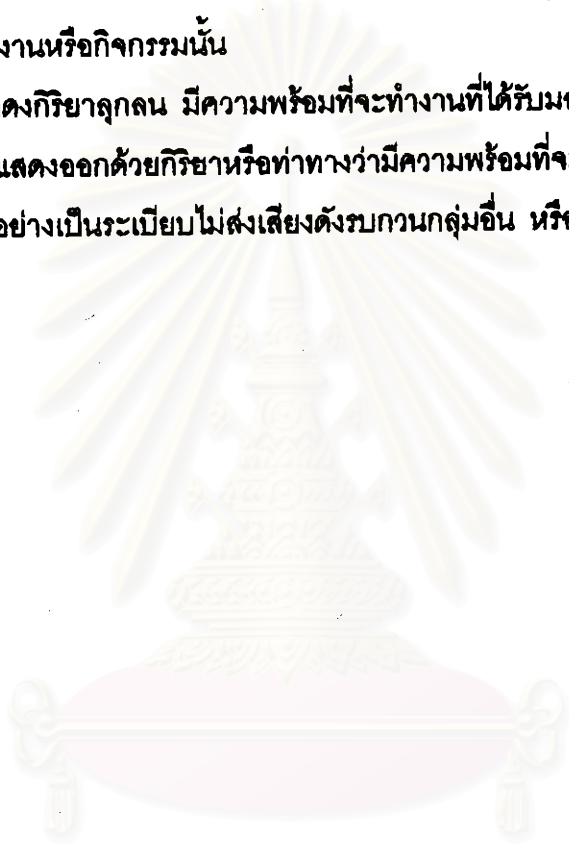 งานหรือกิจกรรมนั้น
ดงกิริยาลุกลน มีความพร้อมที่จะทำงานที่ได้รับม
แสดงออกด้วยกิริยาหรือท่าทางว่ามีความพร้อมที่จ
อย่างเป็นระเบียบไม่ส่งเสียงดังรบกวนกลุ่มอื่น หรือ